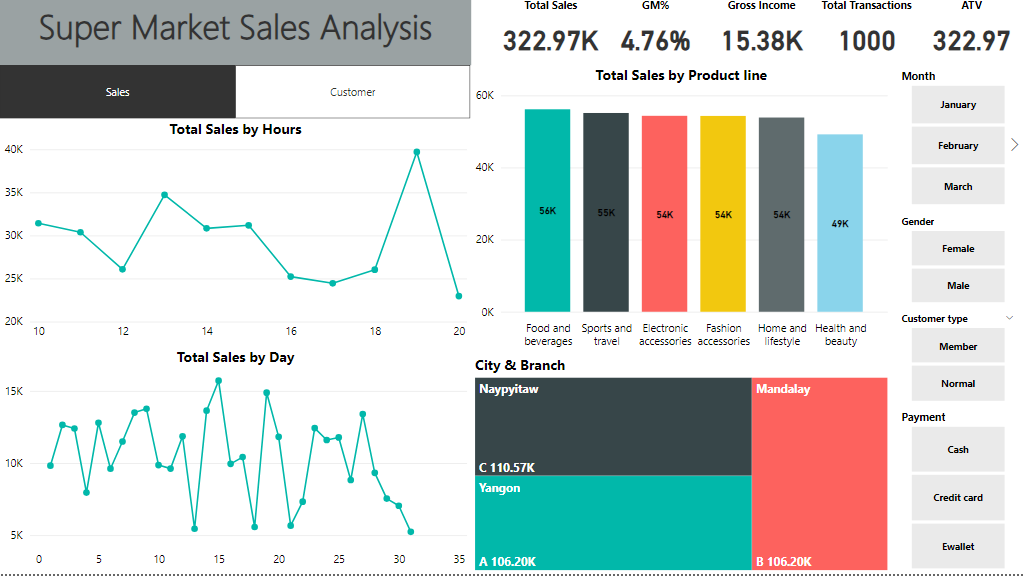 Super Market Sales Analysis
Total Sales
GM%
Gross Income
Total Transactions
ATV
322.97K
4.76%
15.38K
1000
322.97
Sales
Customer
Total Sales by Hours
40K
35K
30K
25K
20K
10
12
14
16
18
20
Total Sales by Day
15K
10K
5K
0
5
10
15
20
25
30
35
Total Sales by Product line
60K
40K
20K
0K
56K
55K
54K
54K
54K
49K
Food and
beverages
Sports and
travel
Electronic
accessories
Fashion
accessories
Home and
lifestyle
Health and
beauty
City & Branch
Naypyitaw
C 110.57K
Yangon
A 106.20K
Mandalay
B 106.20K
Month
January
February
March
Gender
Female
Male
Customer type
Member
Normal
Payment
Cash
Credit card
Ewallet